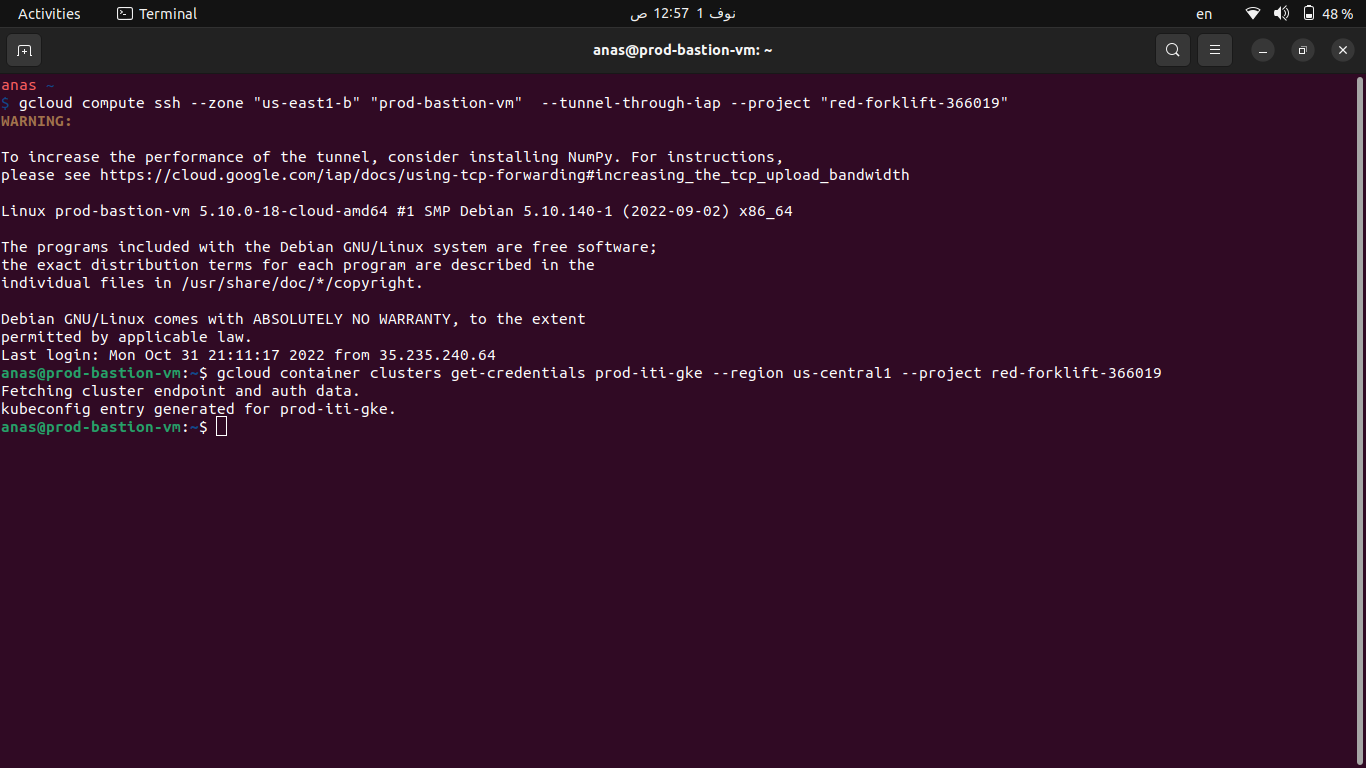 Activities Terminal نوف 1 12:57 ص en 48 %
anas@prod-bastion-vm: ~
anas ~
$ gcloud compute ssh --zone "us-east1-b" "prod-bastion-vm"  --tunnel-through-iap --project "red-forklift-366019"
WARNING:
To increase the performance of the tunnel, consider installing NumPy. For instructions,
please see https://cloud.google.com/iap/docs/using-tcp-forwarding#increasing_the_tcp_upload_bandwidth
Linux prod-bastion-vm 5.10.0-18-cloud-amd64 #1 SMP Debian 5.10.140-1 (2022-09-02) x86_64
The programs included with the Debian GNU/Linux system are free software;
the exact distribution terms for each program are described in the
individual files in /usr/share/doc/*/copyright.
Debian GNU/Linux comes with ABSOLUTELY NO WARRANTY, to the extent
permitted by applicable law.
Last login: Mon Oct 31 21:11:17 2022 from 35.235.240.64
anas@prod-bastion-vm:~$ gcloud container clusters get-credentials prod-iti-gke --region us-central1 --project red-forklift-366019
Fetching cluster endpoint and auth data.
kubeconfig entry generated for prod-iti-gke.
anas@prod-bastion-vm:~$